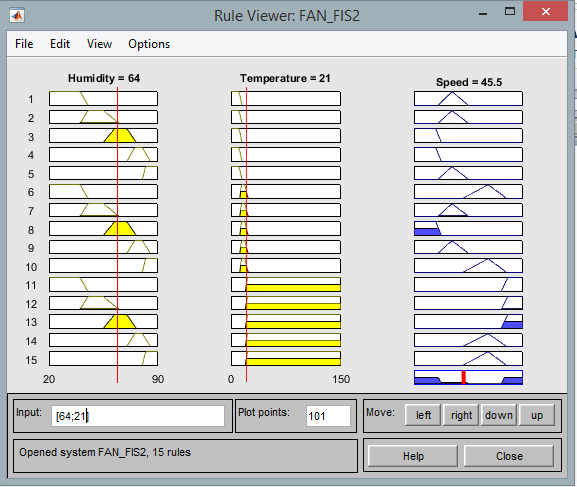 Rule Viewer: FAN_FIS2
File Edit View Options
Humidity = 64 Temperature = 21 Speed = 45.5
1
2
3
4
5
6
7
8
9
10
11
12
13
14
15
20 90 0 150
Input: [64;21] Plot points: 101 Move: left right down up
Opened system FAN_FIS2, 15 rules Help Close